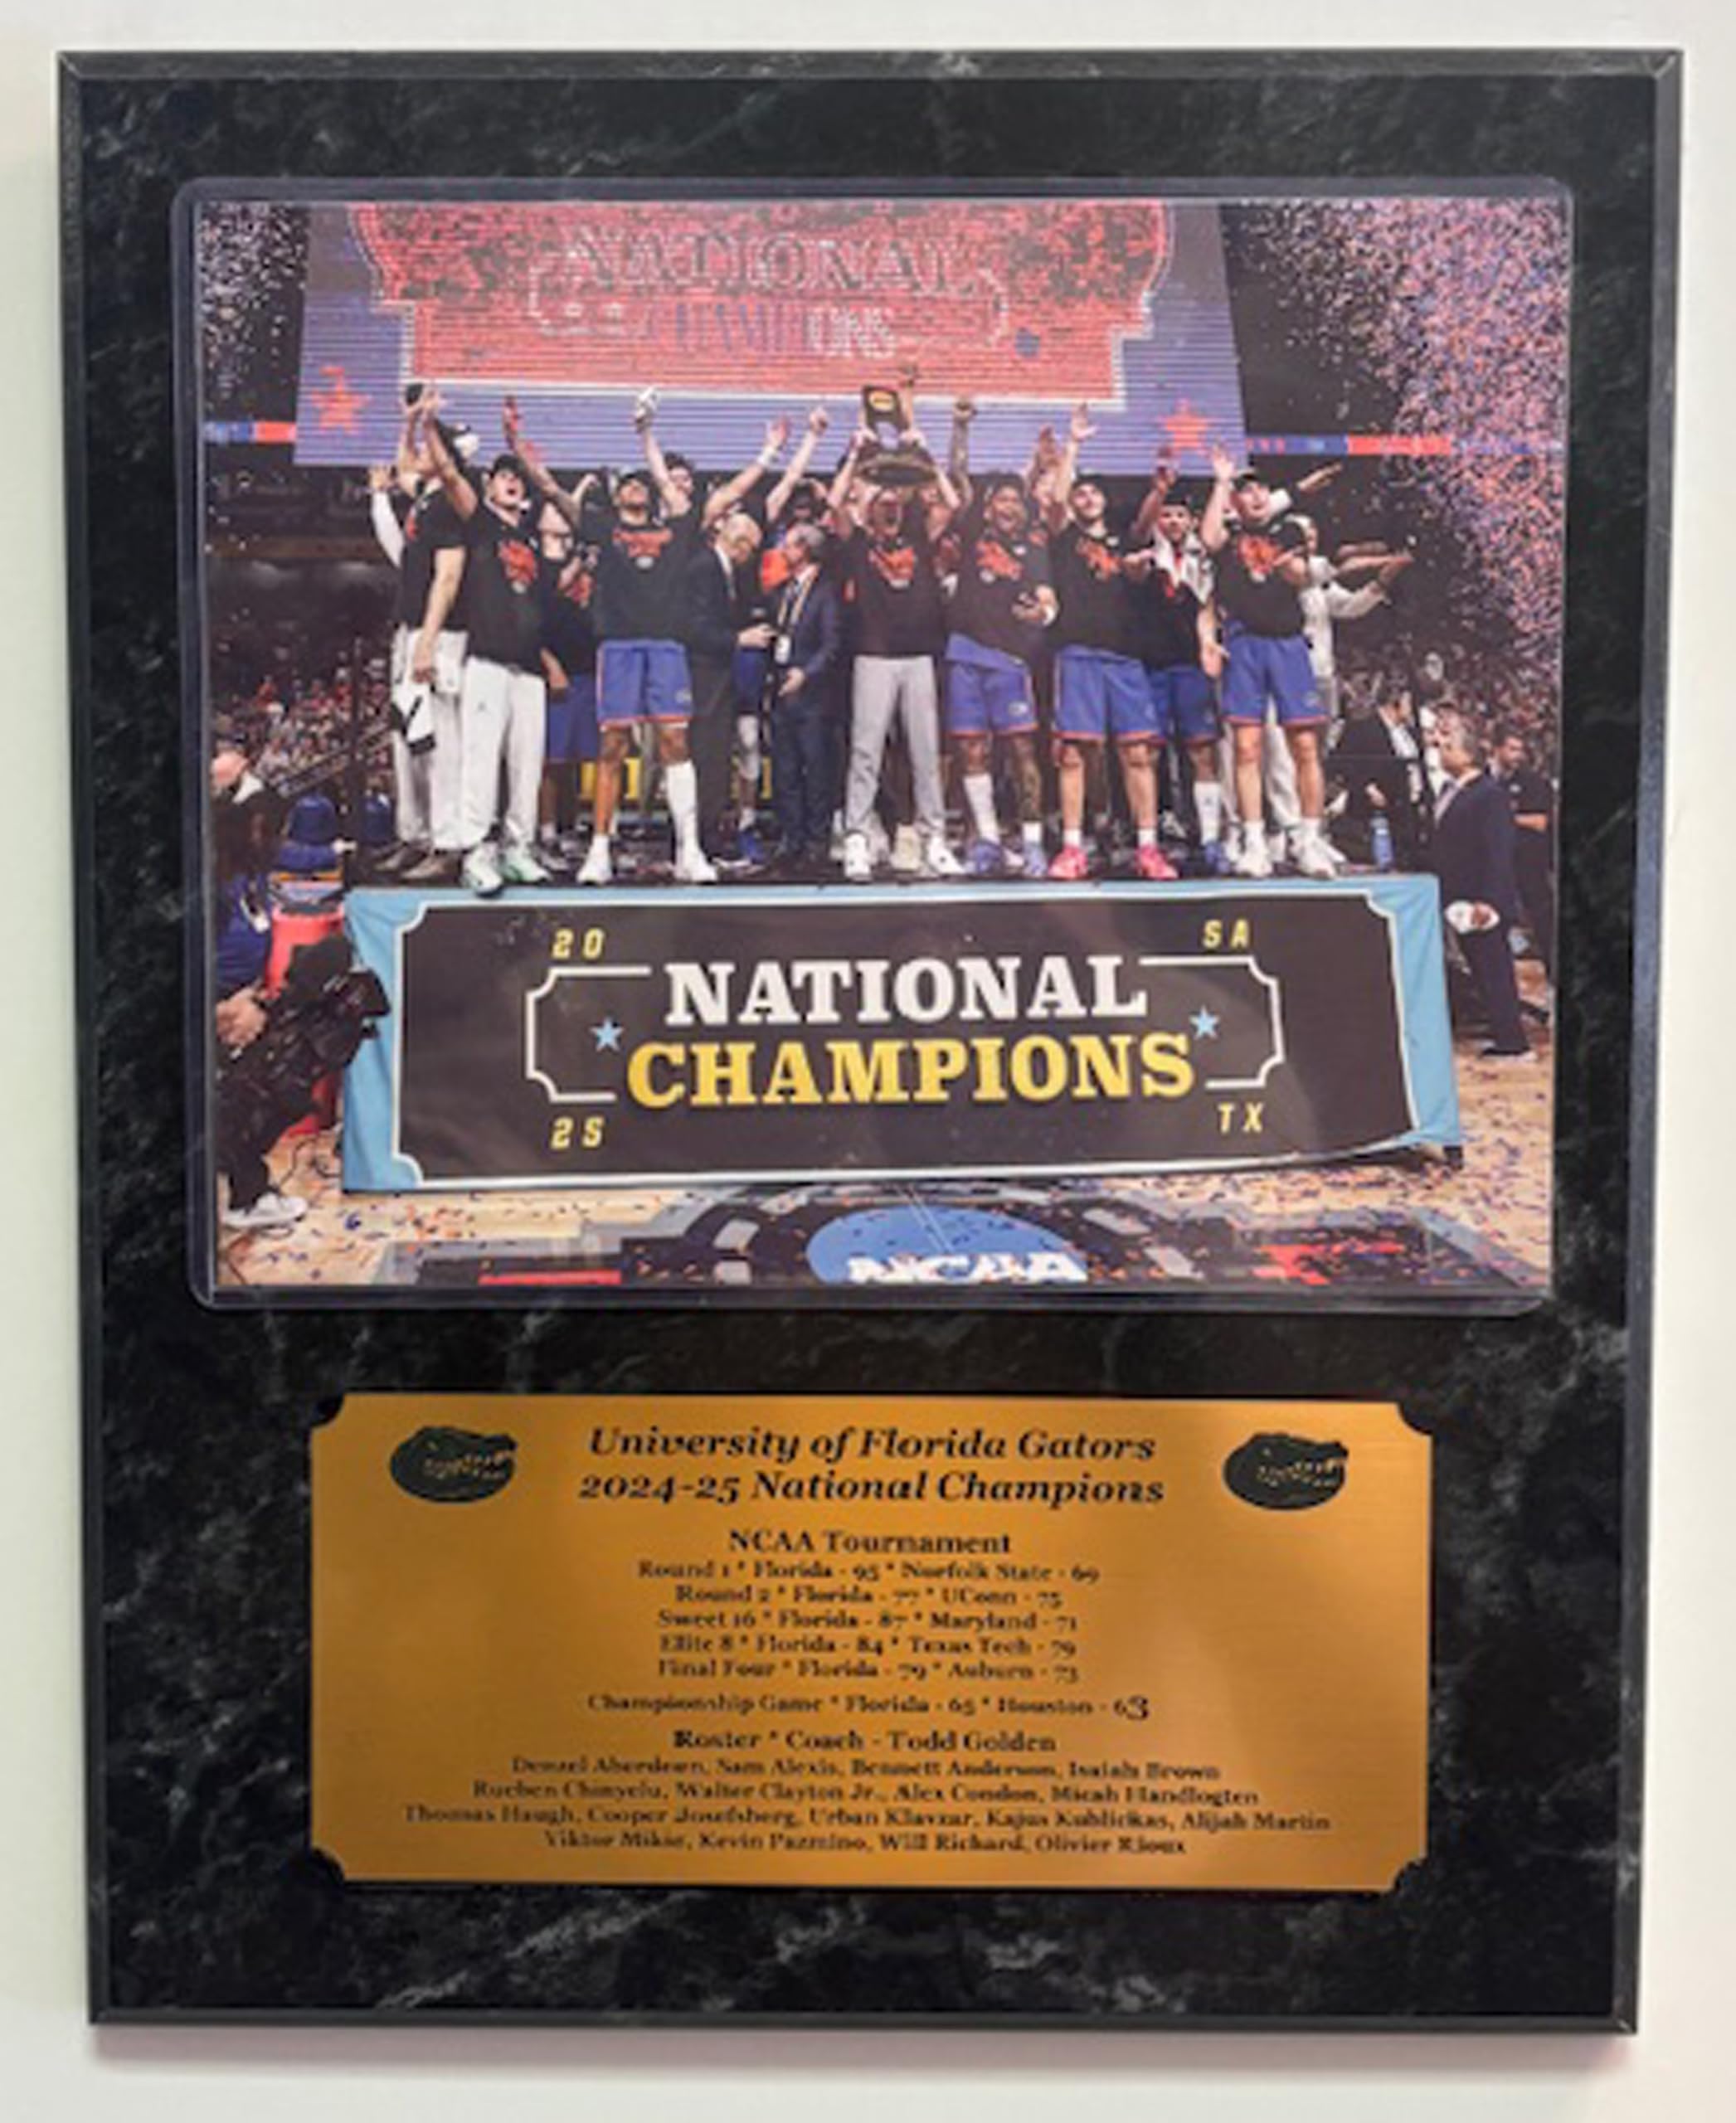 NATIONAL
CHAMPIONS
20 SA
NATIONAL
CHAMPIONS
25 TX
NCAA
University of Florida Gators
2024-25 National Champions
NCAA Tournament
Round 1 * Florida - 95 * Norfolk State - 69
Round 2 * Florida - 77 * UConn - 75
Sweet 16 * Florida - 87 * Maryland - 71
Elite 8 * Florida - 84 * Texas Tech - 79
Final Four * Florida - 79 * Auburn - 73
Championship Game * Florida - 65 * Houston - 63
Roster * Coach - Todd Golden
Denzel Aberdeen, Sam Alexis, Bennett Anderson, Isaiah Brown
Rueben Chinyelu, Walter Clayton Jr., Alex Condon, Micah Handlogten
Thomas Haugh, Cooper Josefsberg, Urban Klavzar, Kajus Kublickas, Alijah Martin
Viktor Mikic, Kevin Pazmino, Will Richard, Olivier Rioux